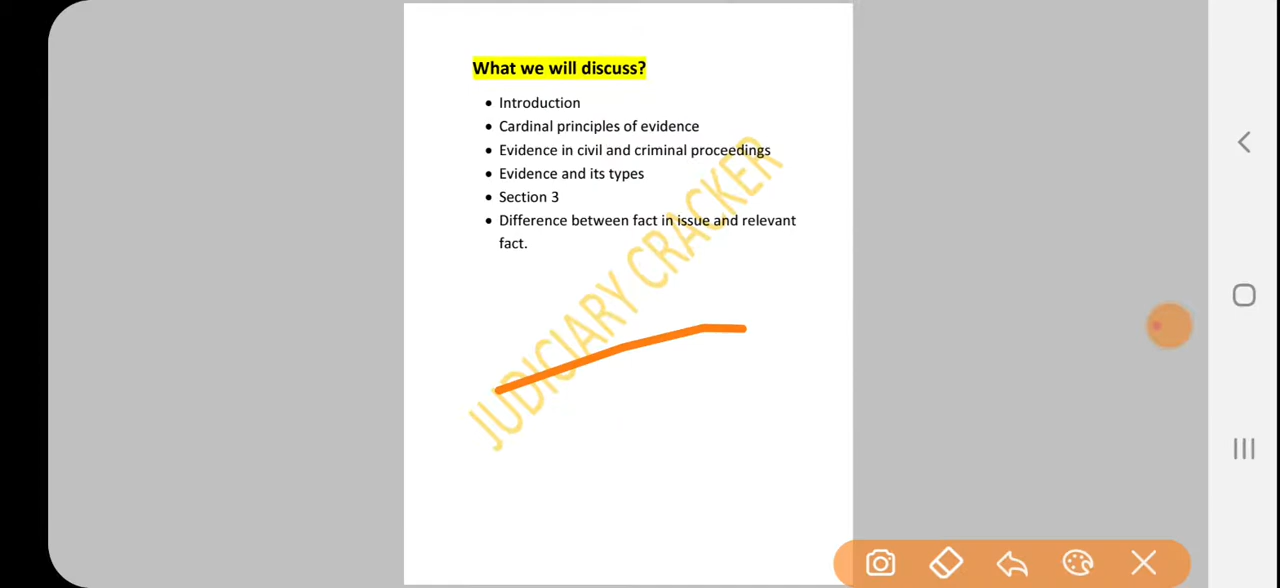 What we will discuss?
• Introduction
• Cardinal principles of evidence
• Evidence in civil and criminal proceedings
• Evidence and its types
• Section 3
• Difference between fact in issue and relevant
fact.
JUDICIARY CRACKER